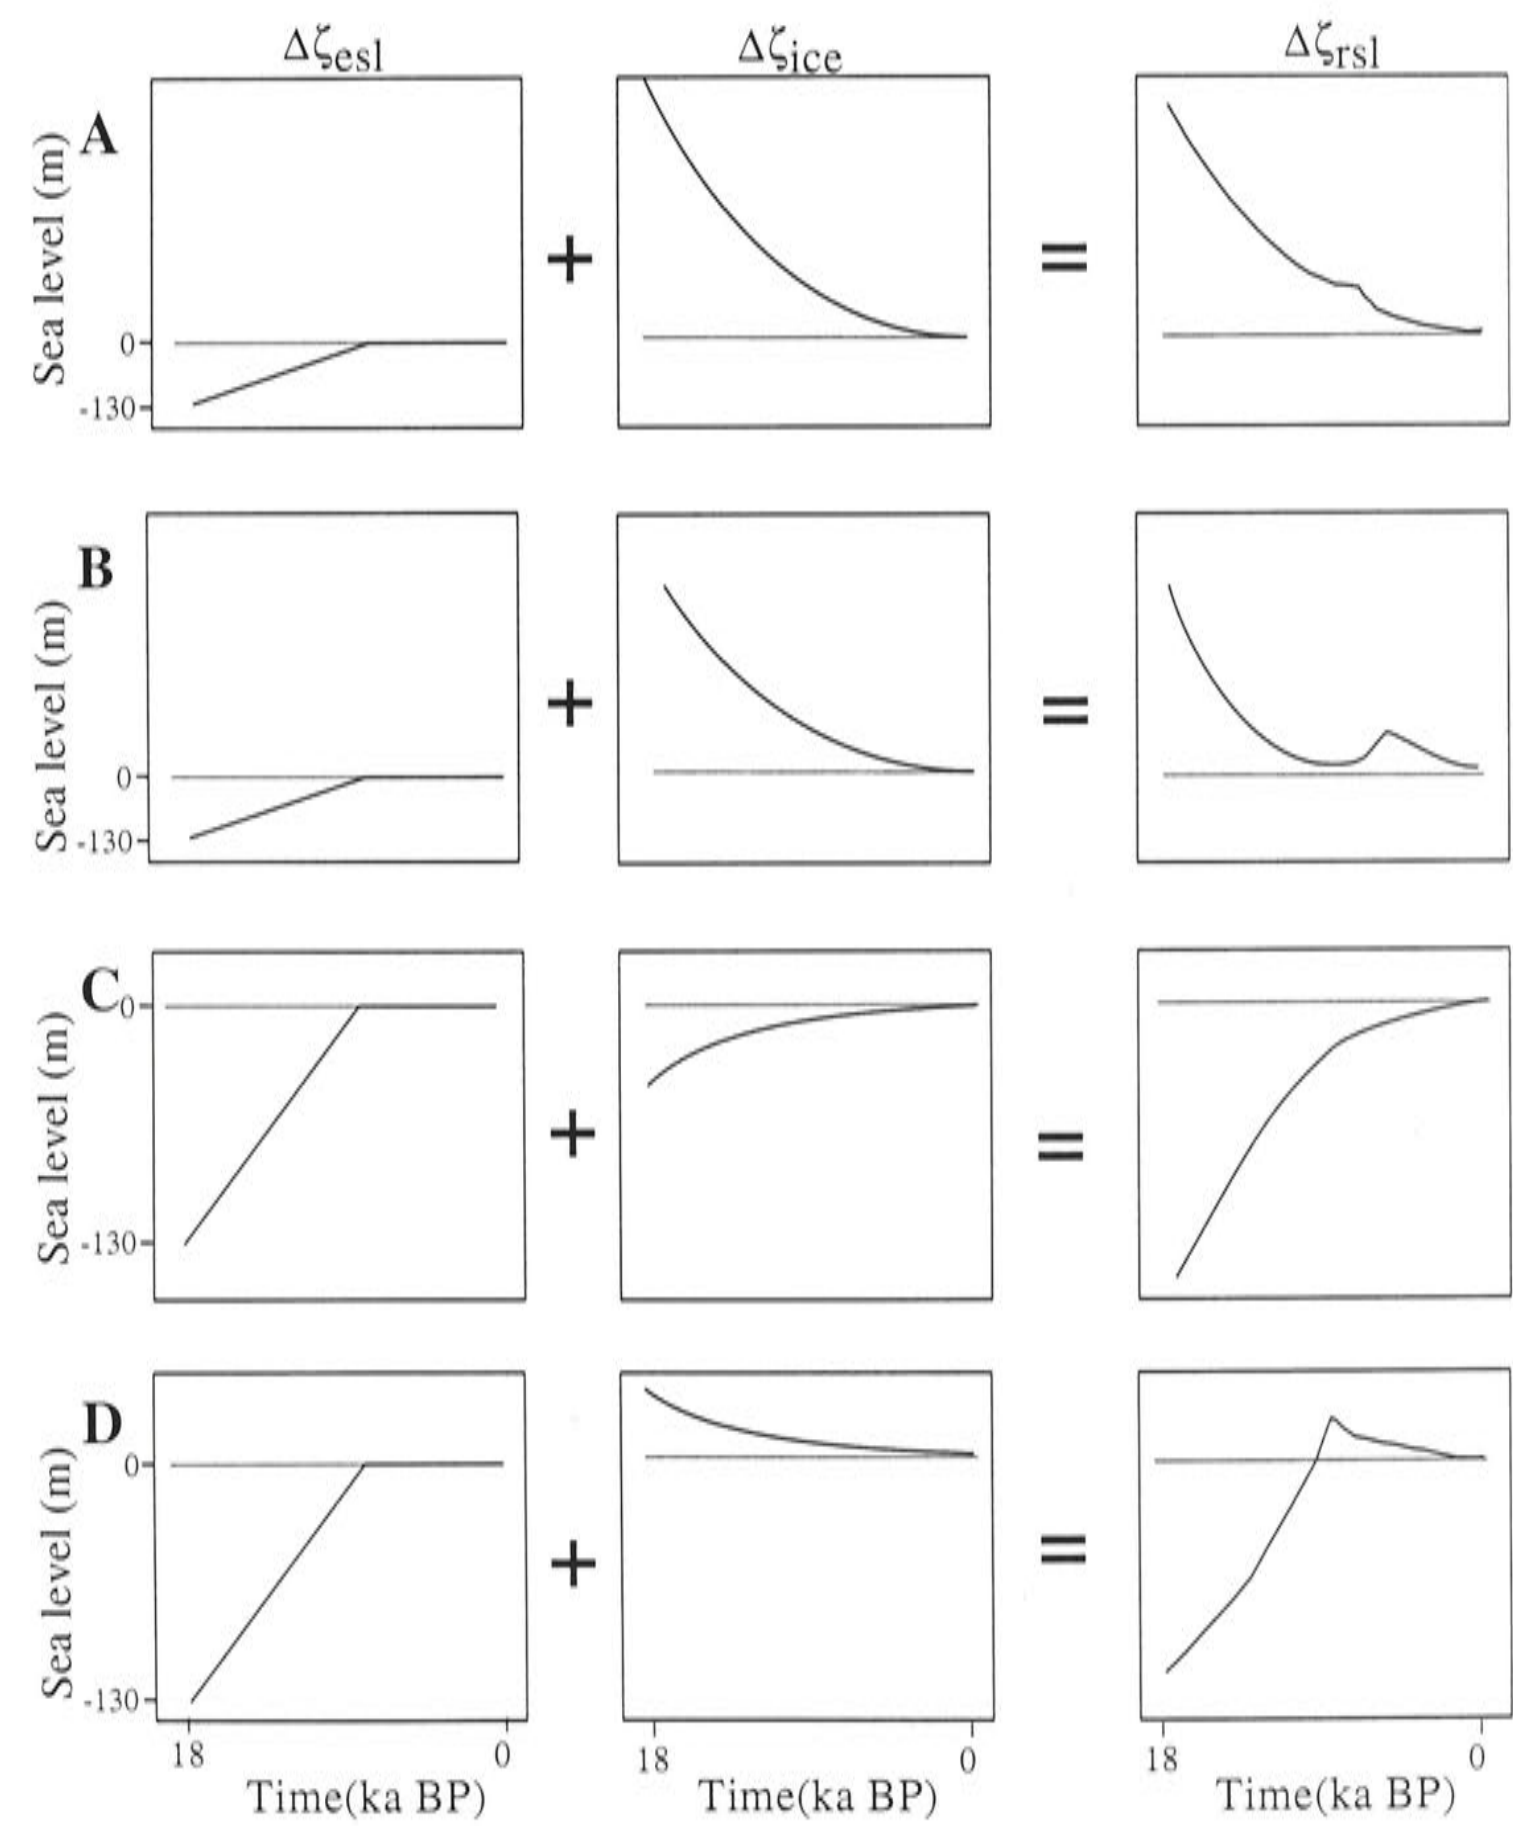 Δζesl Δζice Δζrsl
A
Sea level (m)
0
-130
+ =
B
Sea level (m)
0
-130
+ =
C
Sea level (m)
0
-130
+ =
D
Sea level (m)
0
-130
+ =
18 0 18 0 18 0
Time(ka BP) Time(ka BP) Time(ka BP)